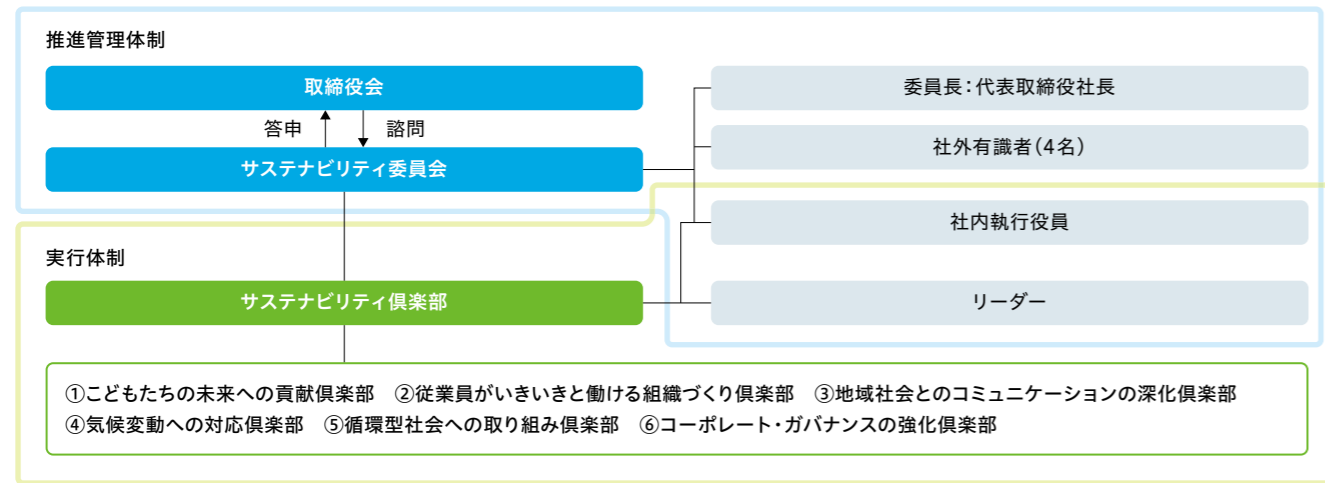 推進管理体制
取締役会
答申 諮問
サステナビリティ委員会
委員長：代表取締役社長
社外有識者（4名）
社内執行役員
実行体制
サステナビリティ倶楽部
リーダー
①こどもたちの未来への貢献倶楽部 ②従業員がいきいきと働ける組織づくり倶楽部 ③地域社会とのコミュニケーションの深化倶楽部
④気候変動への対応倶楽部 ⑤循環型社会への取り組み倶楽部 ⑥コーポレート・ガバナンスの強化倶楽部